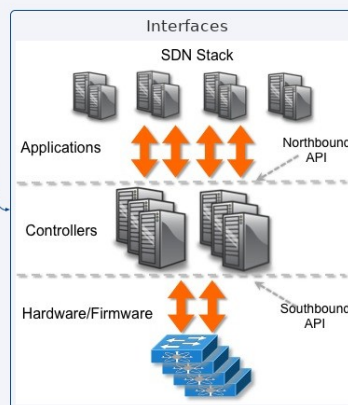 Interfaces
SDN Stack
Applications
Northbound
API
Controllers
Hardware/Firmware
Southbound
API